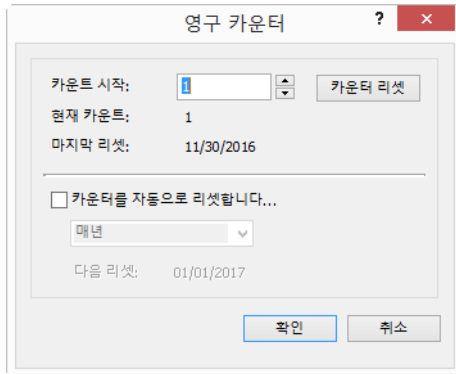 영구 카운터 ?
카운트 시작: 1 카운터 리셋
현재 카운트: 1
마지막 리셋: 11/30/2016
카운터를 자동으로 리셋합니다...
매년
다음 리셋: 01/01/2017
확인 취소